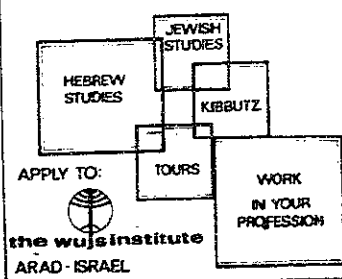 JEWISH
STUDIES
HEBREW
STUDIES
KIBBUTZ
TOURS
WORK
IN YOUR
PROFESSION
APPLY TO:
the wujs institute
ARAD - ISRAEL